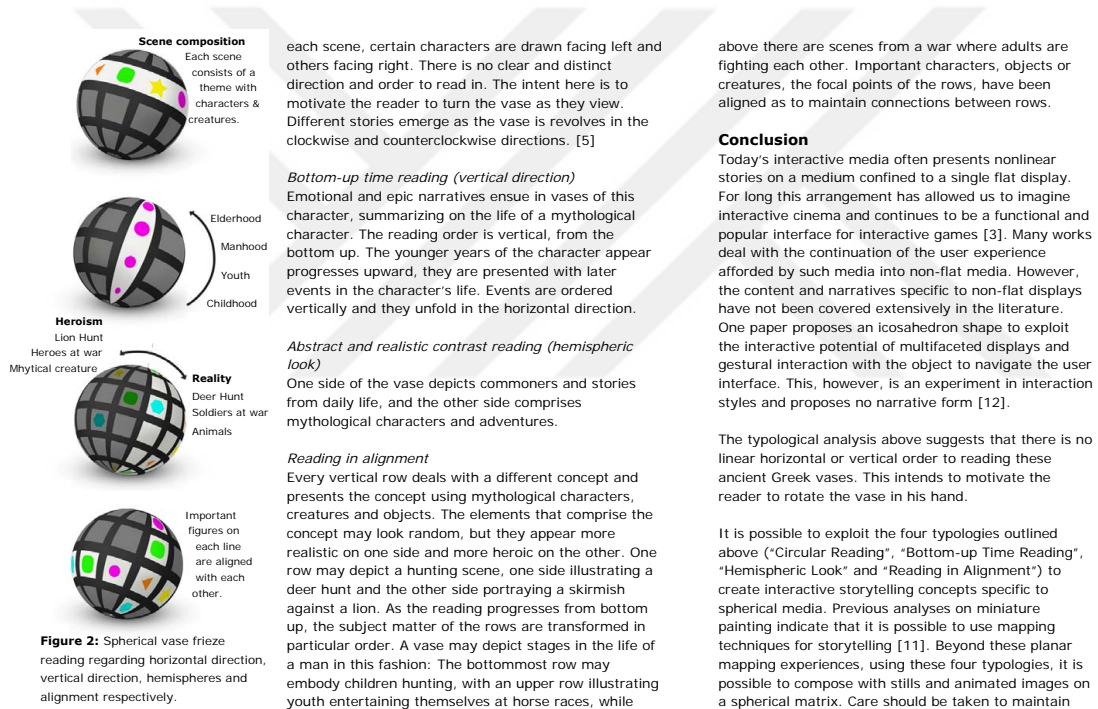 Scene composition
Each scene
consists of a
theme with
characters &
creatures.
Elderhood
Manhood
Youth
Childhood
Heroism
Lion Hunt
Heroes at war
Mhytical creature
Reality
Deer Hunt
Soldiers at war
Animals
Important
figures on
each line
are aligned
with each
other.
Figure 2: Spherical vase frieze
reading regarding horizontal direction,
vertical direction, hemispheres and
alignment respectively.
each scene, certain characters are drawn facing left and
others facing right. There is no clear and distinct
direction and order to read in. The intent here is to
motivate the reader to turn the vase as they view.
Different stories emerge as the vase is revolves in the
clockwise and counterclockwise directions. [5]
Bottom-up time reading (vertical direction)
Emotional and epic narratives ensue in vases of this
character, summarizing on the life of a mythological
character. The reading order is vertical, from the
bottom up. The younger years of the character appear
progresses upward, they are presented with later
events in the character's life. Events are ordered
vertically and they unfold in the horizontal direction.
Abstract and realistic contrast reading (hemispheric
look)
One side of the vase depicts commoners and stories
from daily life, and the other side comprises
mythological characters and adventures.
Reading in alignment
Every vertical row deals with a different concept and
presents the concept using mythological characters,
creatures and objects. The elements that comprise the
concept may look random, but they appear more
realistic on one side and more heroic on the other. One
row may depict a hunting scene, one side illustrating a
deer hunt and the other side portraying a skirmish
against a lion. As the reading progresses from bottom
up, the subject matter of the rows are transformed in
particular order. A vase may depict stages in the life of
a man in this fashion: The bottommost row may
embody children hunting, with an upper row illustrating
youth entertaining themselves at horse races, while
above there are scenes from a war where adults are
fighting each other. Important characters, objects or
creatures, the focal points of the rows, have been
aligned as to maintain connections between rows.
Conclusion
Today's interactive media often presents nonlinear
stories on a medium confined to a single flat display.
For long this arrangement has allowed us to imagine
interactive cinema and continues to be a functional and
popular interface for interactive games [3]. Many works
deal with the continuation of the user experience
afforded by such media into non-flat media. However,
the content and narratives specific to non-flat displays
have not been covered extensively in the literature.
One paper proposes an icosahedron shape to exploit
the interactive potential of multifaceted displays and
gestural interaction with the object to navigate the user
interface. This, however, is an experiment in interaction
styles and proposes no narrative form [12].
The typological analysis above suggests that there is no
linear horizontal or vertical order to reading these
ancient Greek vases. This intends to motivate the
reader to rotate the vase in his hand.
It is possible to exploit the four typologies outlined
above ("Circular Reading", "Bottom-up Time Reading",
"Hemispheric Look" and "Reading in Alignment") to
create interactive storytelling concepts specific to
spherical media. Previous analyses on miniature
painting indicate that it is possible to use mapping
techniques for storytelling [11]. Beyond these planar
mapping experiences, using these four typologies, it is
possible to compose with stills and animated images on
a spherical matrix. Care should be taken to maintain